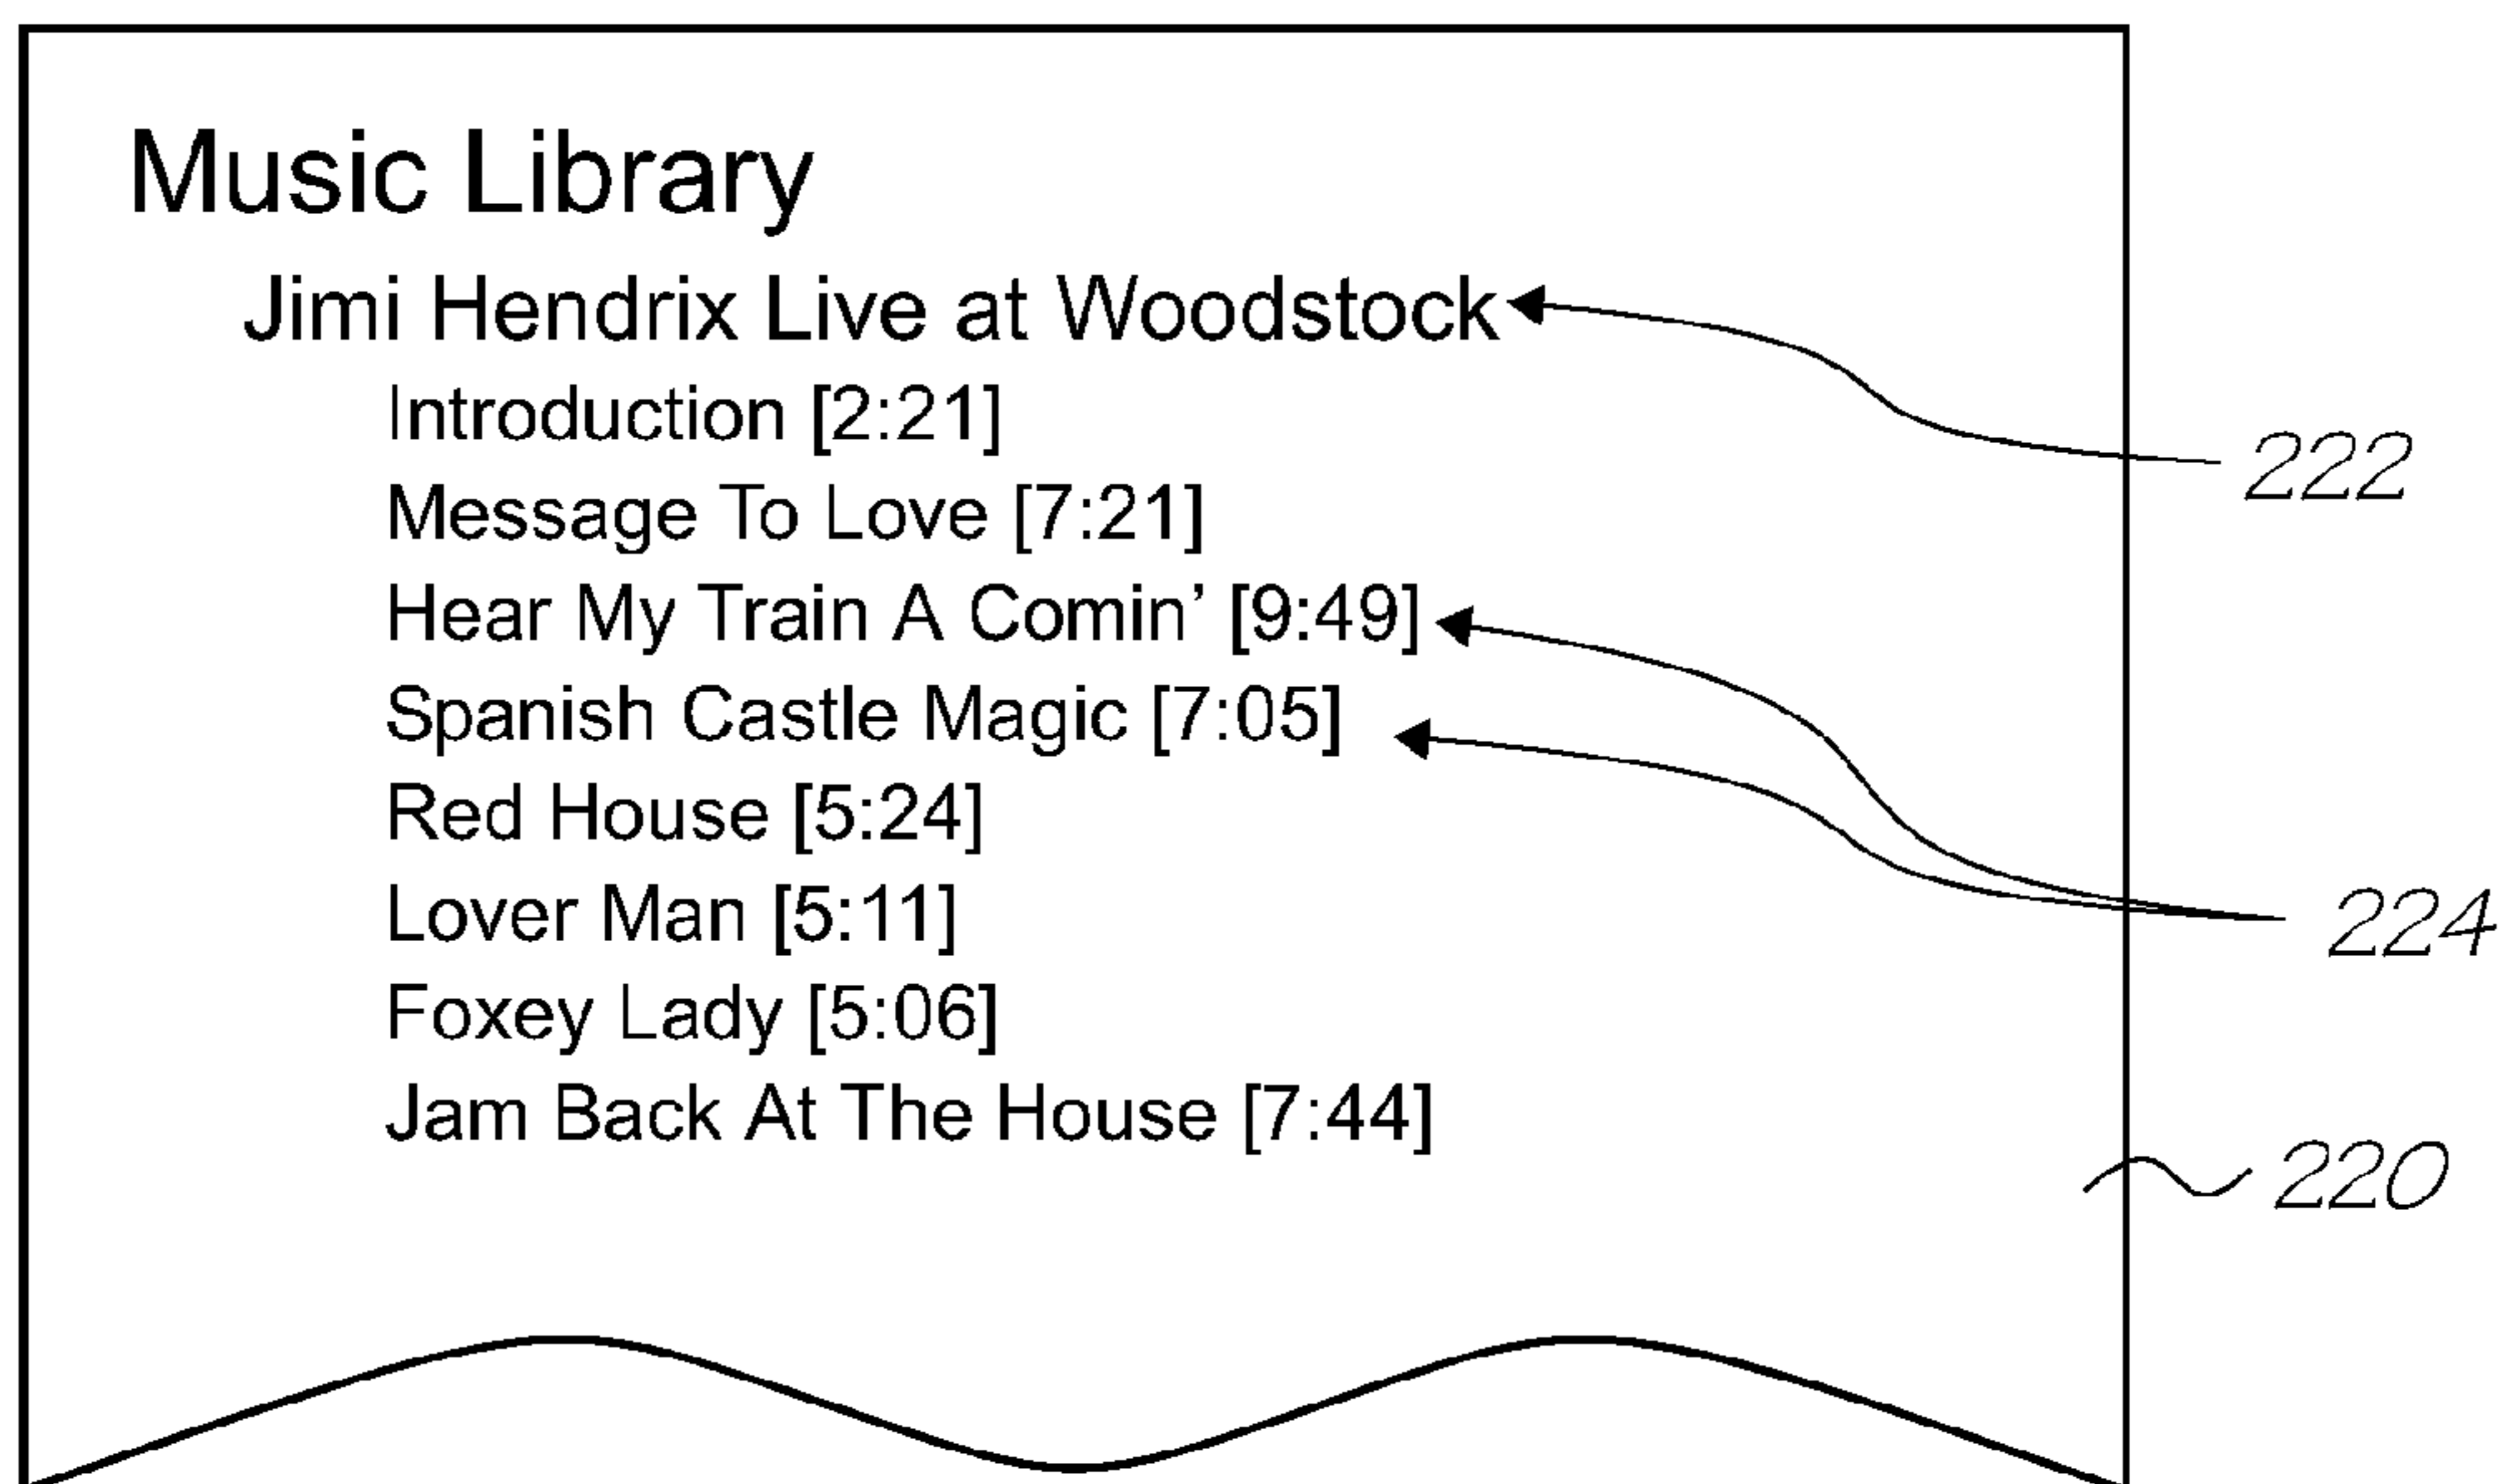 Music Library
Jimi Hendrix Live at Woodstock
Introduction [2:21]
222
Message To Love [7:21]
Hear My Train A Comin’ [9:49]
Spanish Castle Magic [7:05]
Red House [5:24]
Lover Man [5:11]
224
Foxey Lady [5:06]
Jam Back At The House [7:44]
220